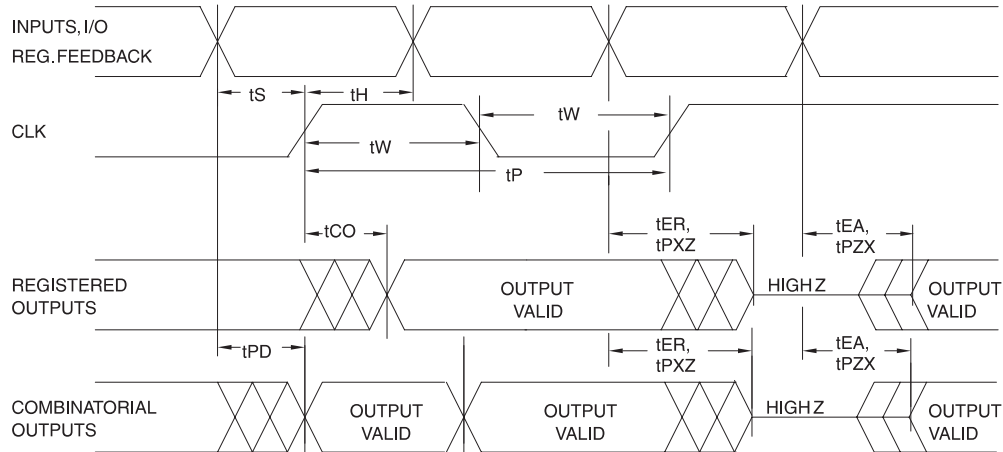 INPUTS, I/O
REG. FEEDBACK
tS
tH
CLK
tW
tW
tP
tCO
tER,
tPXZ
tEA,
tPZX
REGISTERED
OUTPUTS
OUTPUT
VALID
HIGH Z
OUTPUT
VALID
tPD
tER,
tPXZ
tEA,
tPZX
COMBINATORIAL
OUTPUTS
OUTPUT
VALID
OUTPUT
VALID
HIGH Z
OUTPUT
VALID